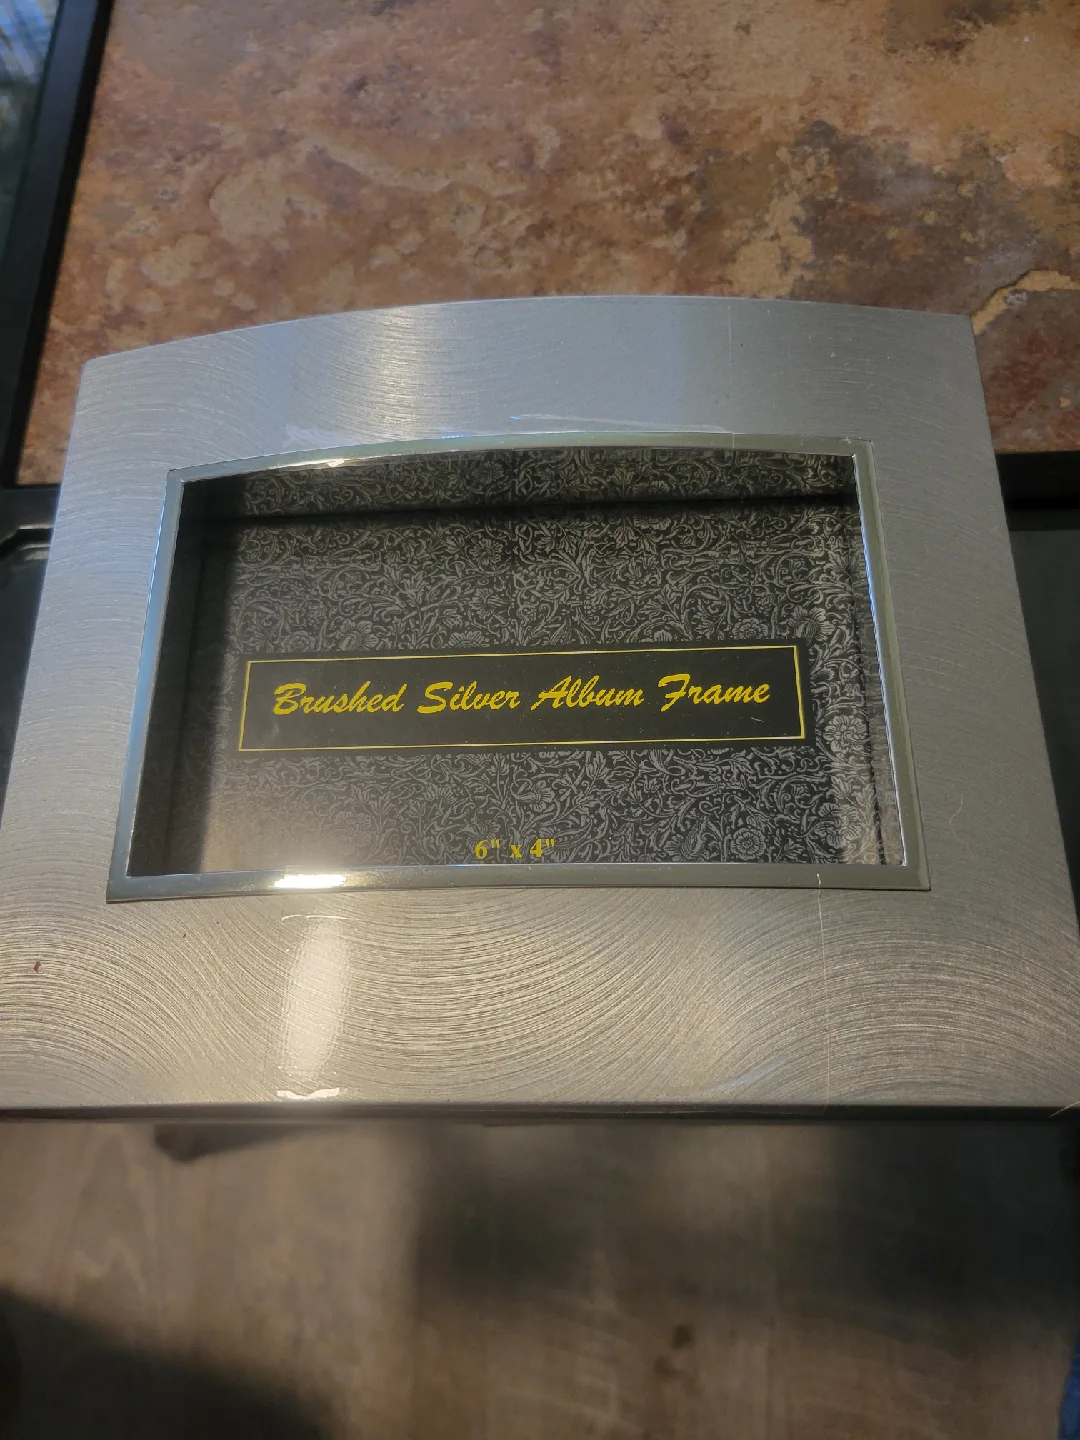 Brushed Silver Album Frame
6" x 4"